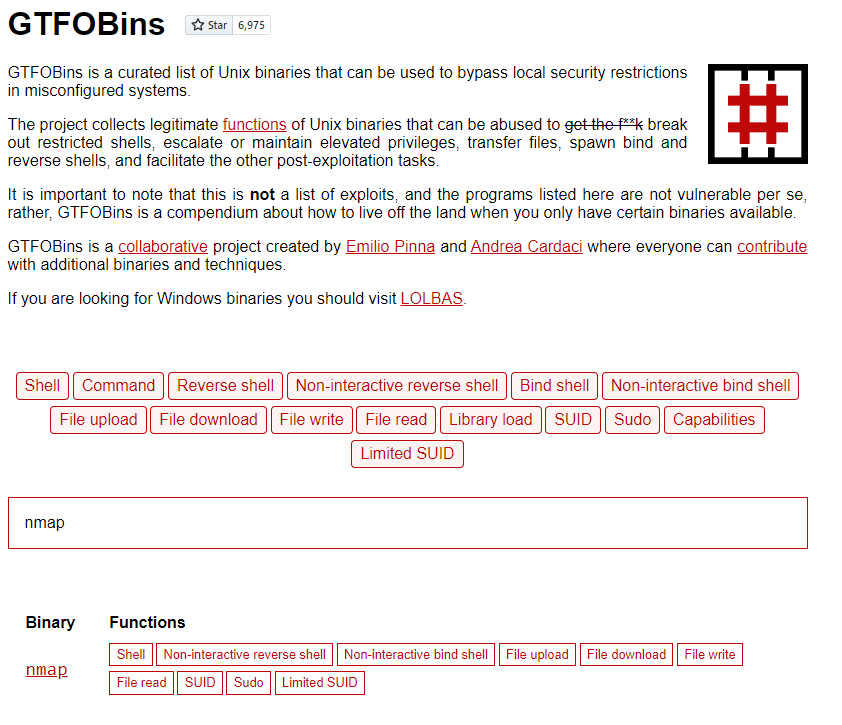 GTFOBins Star 6,975
GTFOBins is a curated list of Unix binaries that can be used to bypass local security restrictions
in misconfigured systems.
The project collects legitimate functions of Unix binaries that can be abused to get the f**k break
out restricted shells, escalate or maintain elevated privileges, transfer files, spawn bind and
reverse shells, and facilitate the other post-exploitation tasks.
It is important to note that this is not a list of exploits, and the programs listed here are not vulnerable per se,
rather, GTFOBins is a compendium about how to live off the land when you only have certain binaries available.
GTFOBins is a collaborative project created by Emilio Pinna and Andrea Cardaci where everyone can contribute
with additional binaries and techniques.
If you are looking for Windows binaries you should visit LOLBAS.
Shell Command Reverse shell Non-interactive reverse shell Bind shell Non-interactive bind shell
File upload File download File write File read Library load SUID Sudo Capabilities
Limited SUID
nmap
Binary Functions
nmap Shell Non-interactive reverse shell Non-interactive bind shell File upload File download File write
File read SUID Sudo Limited SUID